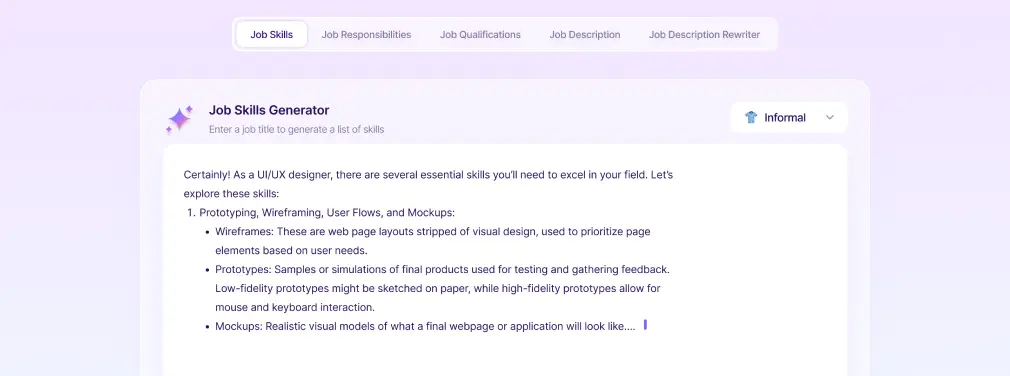 Job Skills
Job Responsibilities
Job Qualifications
Job Description
Job Description Rewriter
Job Skills Generator
Enter a job title to generate a list of skills
Informal
Certainly! As a UI/UX designer, there are several essential skills you’ll need to excel in your field. Let’s
explore these skills:
1. Prototyping, Wireframing, User Flows, and Mockups:
• Wireframes: These are web page layouts stripped of visual design, used to prioritize page
elements based on user needs.
• Prototypes: Samples or simulations of final products used for testing and gathering feedback.
Low-fidelity prototypes might be sketched on paper, while high-fidelity prototypes allow for
mouse and keyboard interaction.
• Mockups: Realistic visual models of what a final webpage or application will look like....